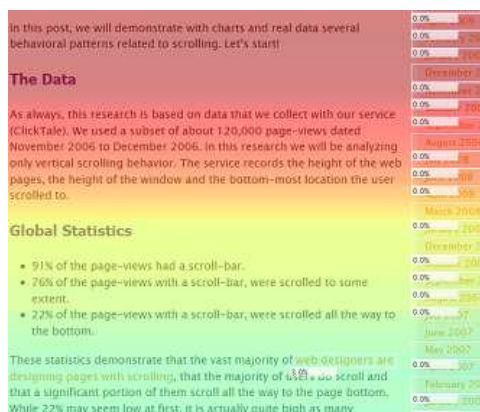 In this post, we will demonstrate with charts and real data several
behavioral patterns related to scrolling. Let's start!
The Data
As always, this research is based on data that we collect with our service
(ClickTale). We used a subset of about 120,000 page-views dated
November 2006 to December 2006. In this research we will be analyzing
only vertical scrolling behavior. The service records the height of the web
pages, the height of the window and the bottom-most location the user
scrolled to.
Global Statistics
91% of the page-views had a scroll-bar.
76% of the page-views with a scroll-bar, were scrolled to some
extent.
22% of the page-views with a scroll-bar, were scrolled all the way to
the bottom.
These statistics demonstrate that the vast majority of web designers are
designing pages with scrolling, that the majority of users do scroll and
that a significant portion of them scroll all the way to the page bottom.
While 22% may seem low at first, it is actually quite high as many
0.0%
0.0%
0.0%
December
0.0%
0.0%
0.0%
0.0%
August
0.0%
0.0%
0.0%
March 2008
0.0%
December
0.0%
0.0%
0.0%
0.0%
June 2007
May 2007
0.0%
February
0.0%